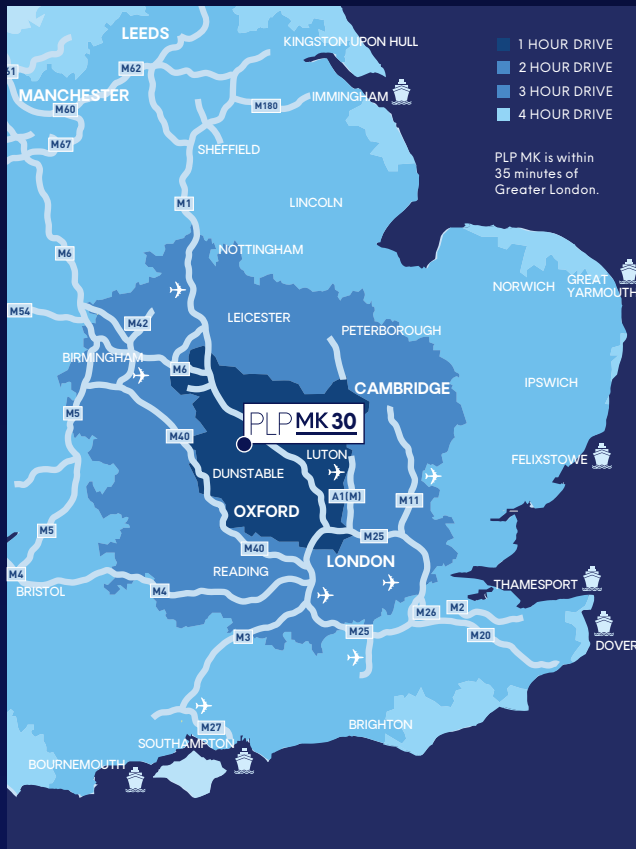 LEEDS
KINGSTON UPON HULL
1 HOUR DRIVE
2 HOUR DRIVE
3 HOUR DRIVE
4 HOUR DRIVE
61
M62
MANCHESTER
IMMINGHAM
M60
M180
M67
SHEFFIELD
PLP MK is within
35 minutes of
Greater London.
M1
LINCOLN
M6
NOTTINGHAM
NORWICH
GREAT
YARMOUTH
M54
M42
LEICESTER
PETERBOROUGH
BIRMINGHAM
M6
CAMBRIDGE
IPSWICH
M5
PLP MK 30
M40
LUTON
FELIXSTOWE
DUNSTABLE
A1(M)
M11
OXFORD
M5
M25
M40
LONDON
M4
READING
THAMESPORT
BRISTOL
M4
M26
M2
M25
M20
M3
DOVER
M27
BRIGHTON
SOUTHAMPTON
BOURNEMOUTH